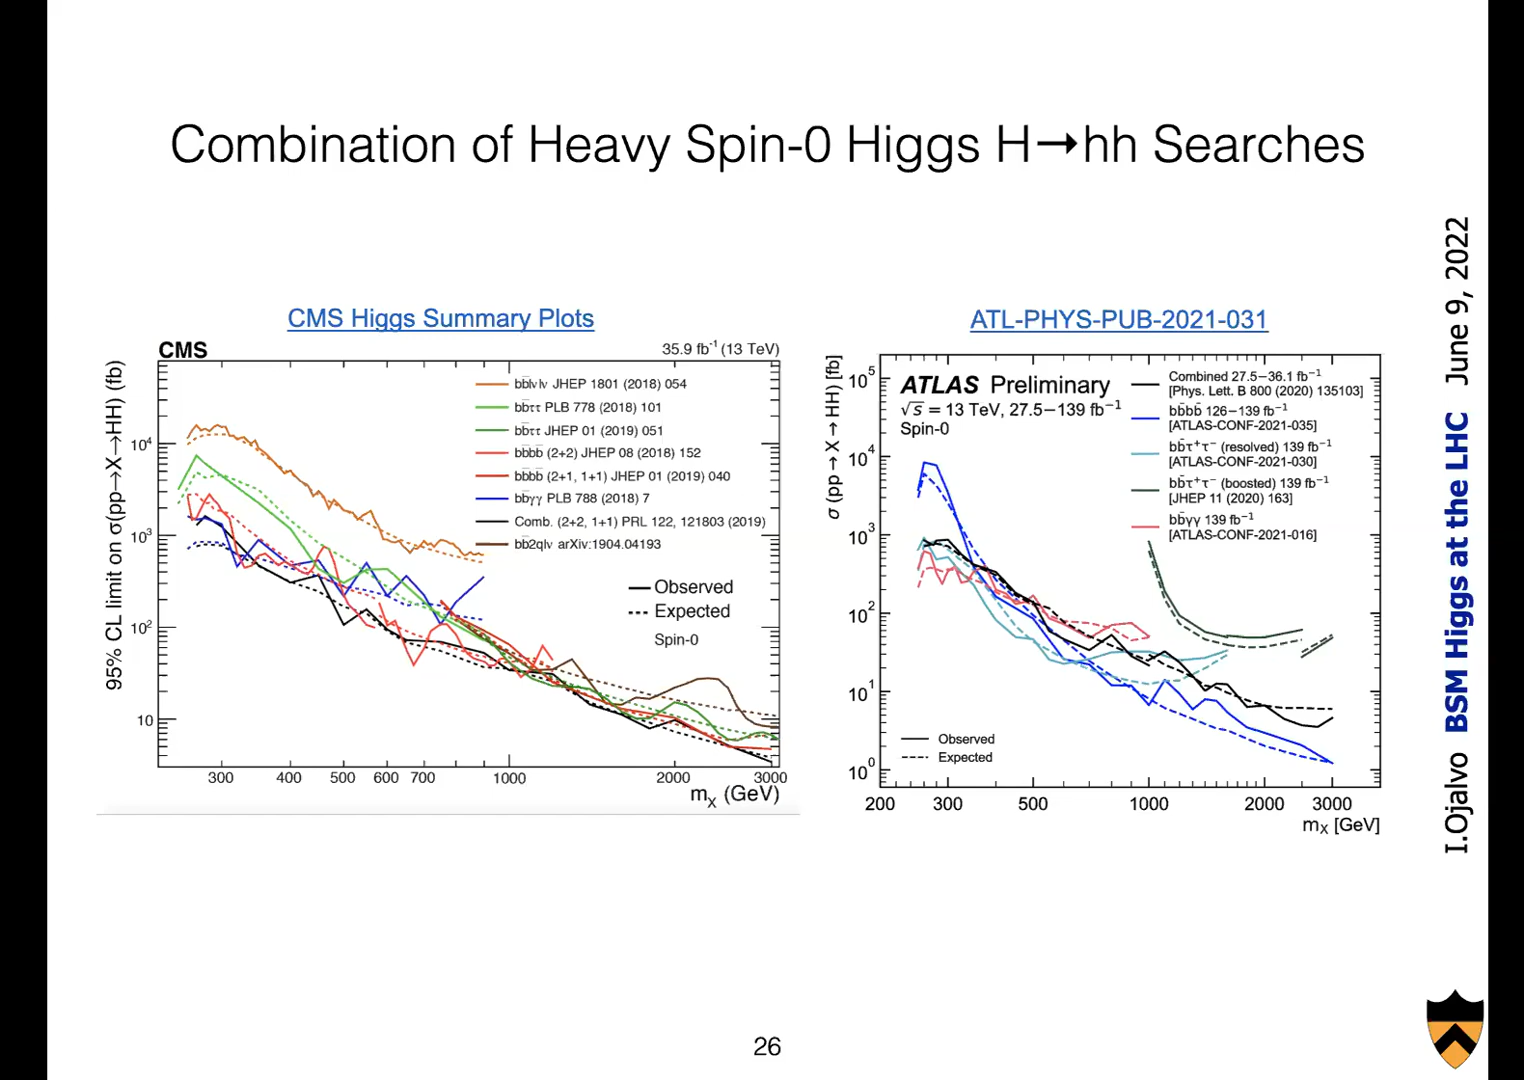 Combination of Heavy Spin-0 Higgs H→hh Searches
CMS Higgs Summary Plots
CMS
35.9 fb⁻¹ (13 TeV)
95% CL limit on σ(pp→X→HH) (fb)
10⁴
10³
10²
10
bb̄lνlν JHEP 1801 (2018) 054
bb̄ττ PLB 778 (2018) 101
bb̄ττ JHEP 01 (2019) 051
bb̄bb̄ (2+2) JHEP 08 (2018) 152
bb̄bb̄ (2+1, 1+1) JHEP 01 (2019) 040
bb̄γγ PLB 788 (2018) 7
Comb. (2+2, 1+1) PRL 122, 121803 (2019)
bb̄2qlν arXiv:1904.04193
Observed
Expected
Spin-0
300 400 500 600 700 1000 2000 3000
m_X (GeV)
ATL-PHYS-PUB-2021-031
σ (pp → X → HH) [fb]
10⁵
10⁴
10³
10²
10¹
10⁰
ATLAS Preliminary
√s = 13 TeV, 27.5−139 fb⁻¹
Spin-0
Combined 27.5−36.1 fb⁻¹
[Phys. Lett. B 800 (2020) 135103]
bb̄bb̄ 126−139 fb⁻¹
[ATLAS-CONF-2021-035]
bb̄τ⁺τ⁻ (resolved) 139 fb⁻¹
[ATLAS-CONF-2021-030]
bb̄τ⁺τ⁻ (boosted) 139 fb⁻¹
[JHEP 11 (2020) 163]
bb̄γγ 139 fb⁻¹
[ATLAS-CONF-2021-016]
Observed
Expected
200 300 500 1000 2000 3000
m_X [GeV]
I.Ojalvo BSM Higgs at the LHC June 9, 2022
26